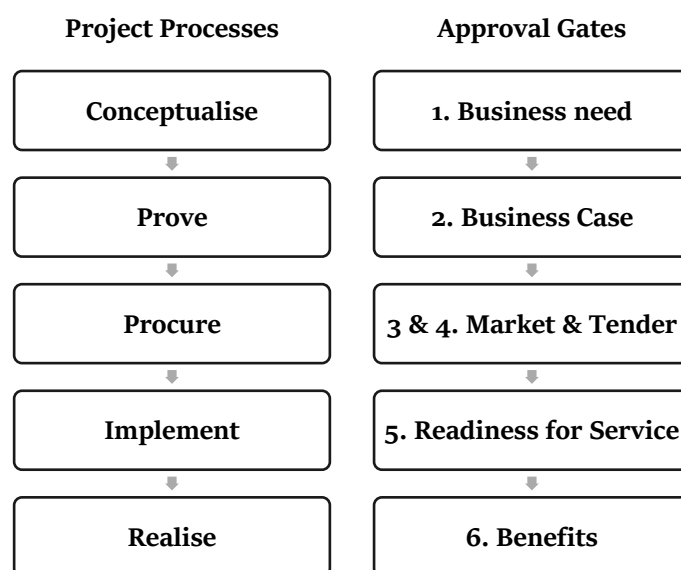 Project Processes
Approval Gates
Conceptualise
1. Business need
Prove
2. Business Case
Procure
3 & 4. Market & Tender
Implement
5. Readiness for Service
Realise
6. Benefits